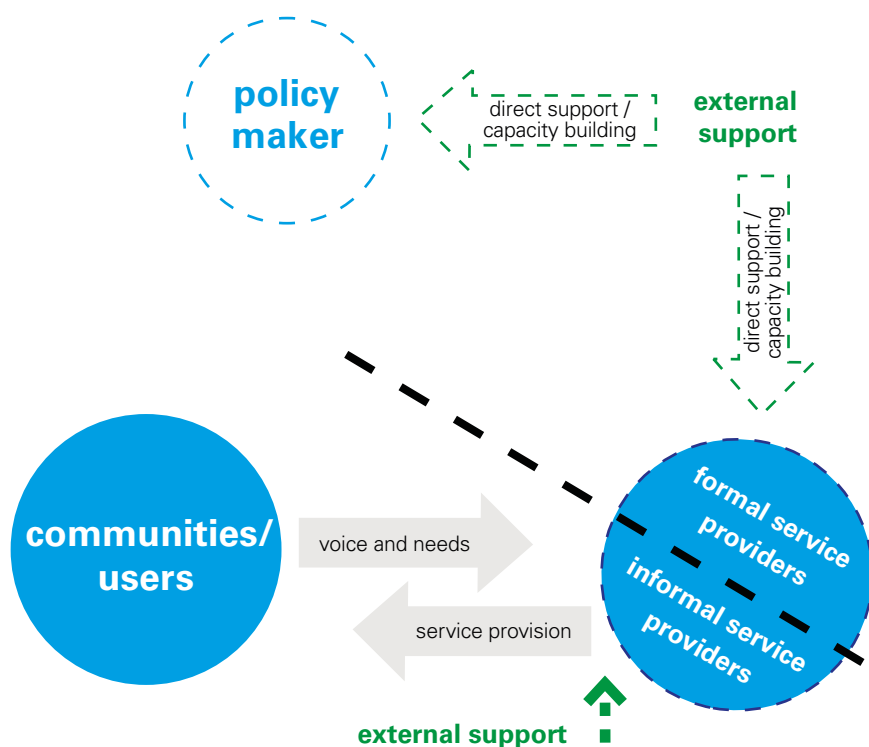 policy
maker
direct support /
capacity building
external
support
direct support /
capacity building
communities/
users
voice and needs
service provision
formal service
providers
informal service
providers
external support